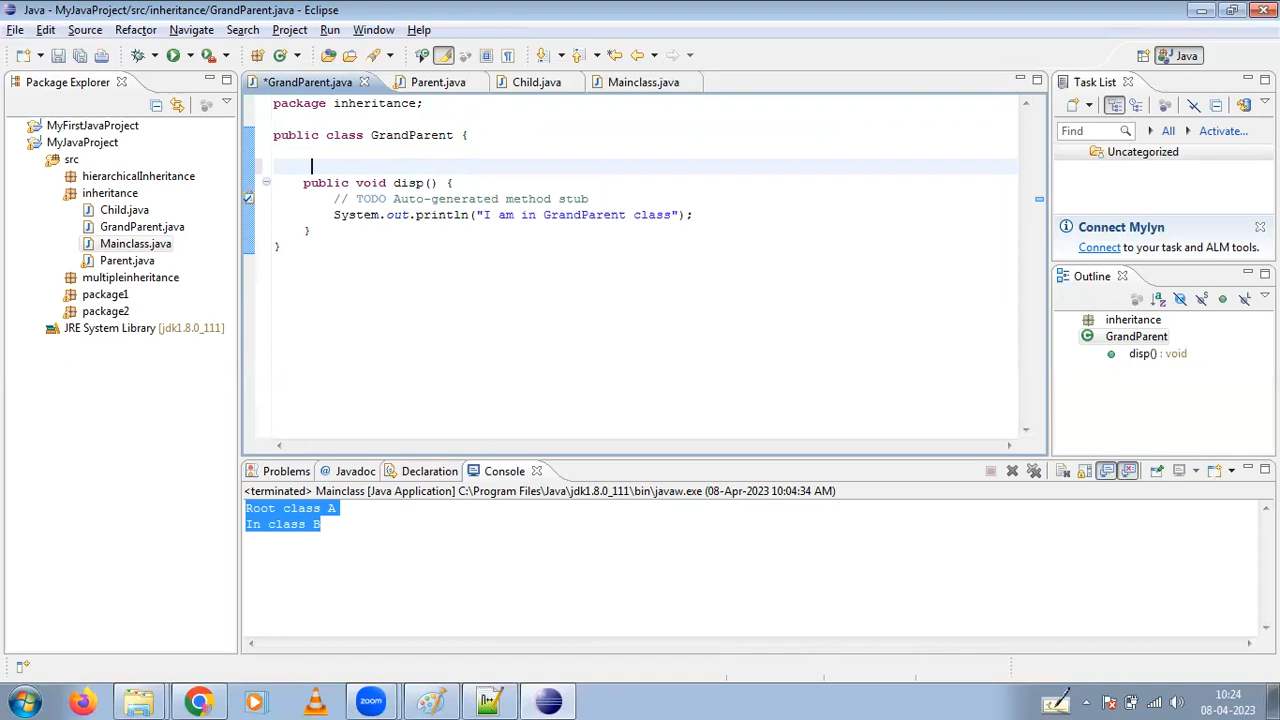 Java - MyJavaProject/src/inheritance/GrandParent.java - Eclipse
File Edit Source Refactor Navigate Search Project Run Window Help
Java
Package Explorer
MyFirstJavaProject
MyJavaProject
src
hierarchicalInheritance
inheritance
Child.java
GrandParent.java
Mainclass.java
Parent.java
multipleinheritance
package1
package2
JRE System Library [jdk1.8.0_111]
*GrandParent.java Parent.java Child.java Mainclass.java
package inheritance;
public class GrandParent {
public void disp() {
// TODO Auto-generated method stub
System.out.println("I am in GrandParent class");
}
}
Task List
Find All Activate...
Uncategorized
Connect Mylyn
Connect to your task and ALM tools.
Outline
inheritance
GrandParent
disp() : void
Problems @ Javadoc Declaration Console
<terminated> Mainclass [Java Application] C:\Program Files\Java\jdk1.8.0_111\bin\javaw.exe (08-Apr-2023 10:04:34 AM)
Root class A
In class B
zoom
10:24
08-04-2023